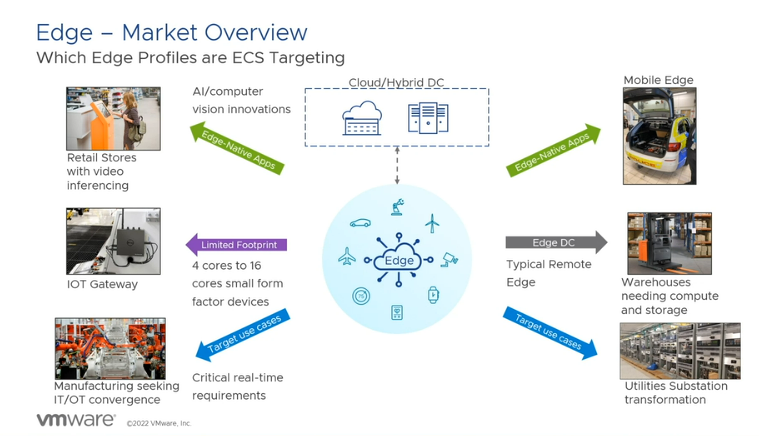 Edge – Market Overview
Which Edge Profiles are ECS Targeting
Cloud/Hybrid DC
AI/computer
vision innovations
Edge-Native Apps
Retail Stores
with video
inferencing
Limited Footprint
4 cores to 16
cores small form
factor devices
IOT Gateway
Target use cases
Critical real-time
requirements
Manufacturing seeking
IT/OT convergence
Edge
Mobile Edge
Edge-Native Apps
Edge DC
Typical Remote
Edge
Warehouses
needing compute
and storage
Target use cases
Utilities Substation
transformation
vmware®
©2022 VMware, Inc.